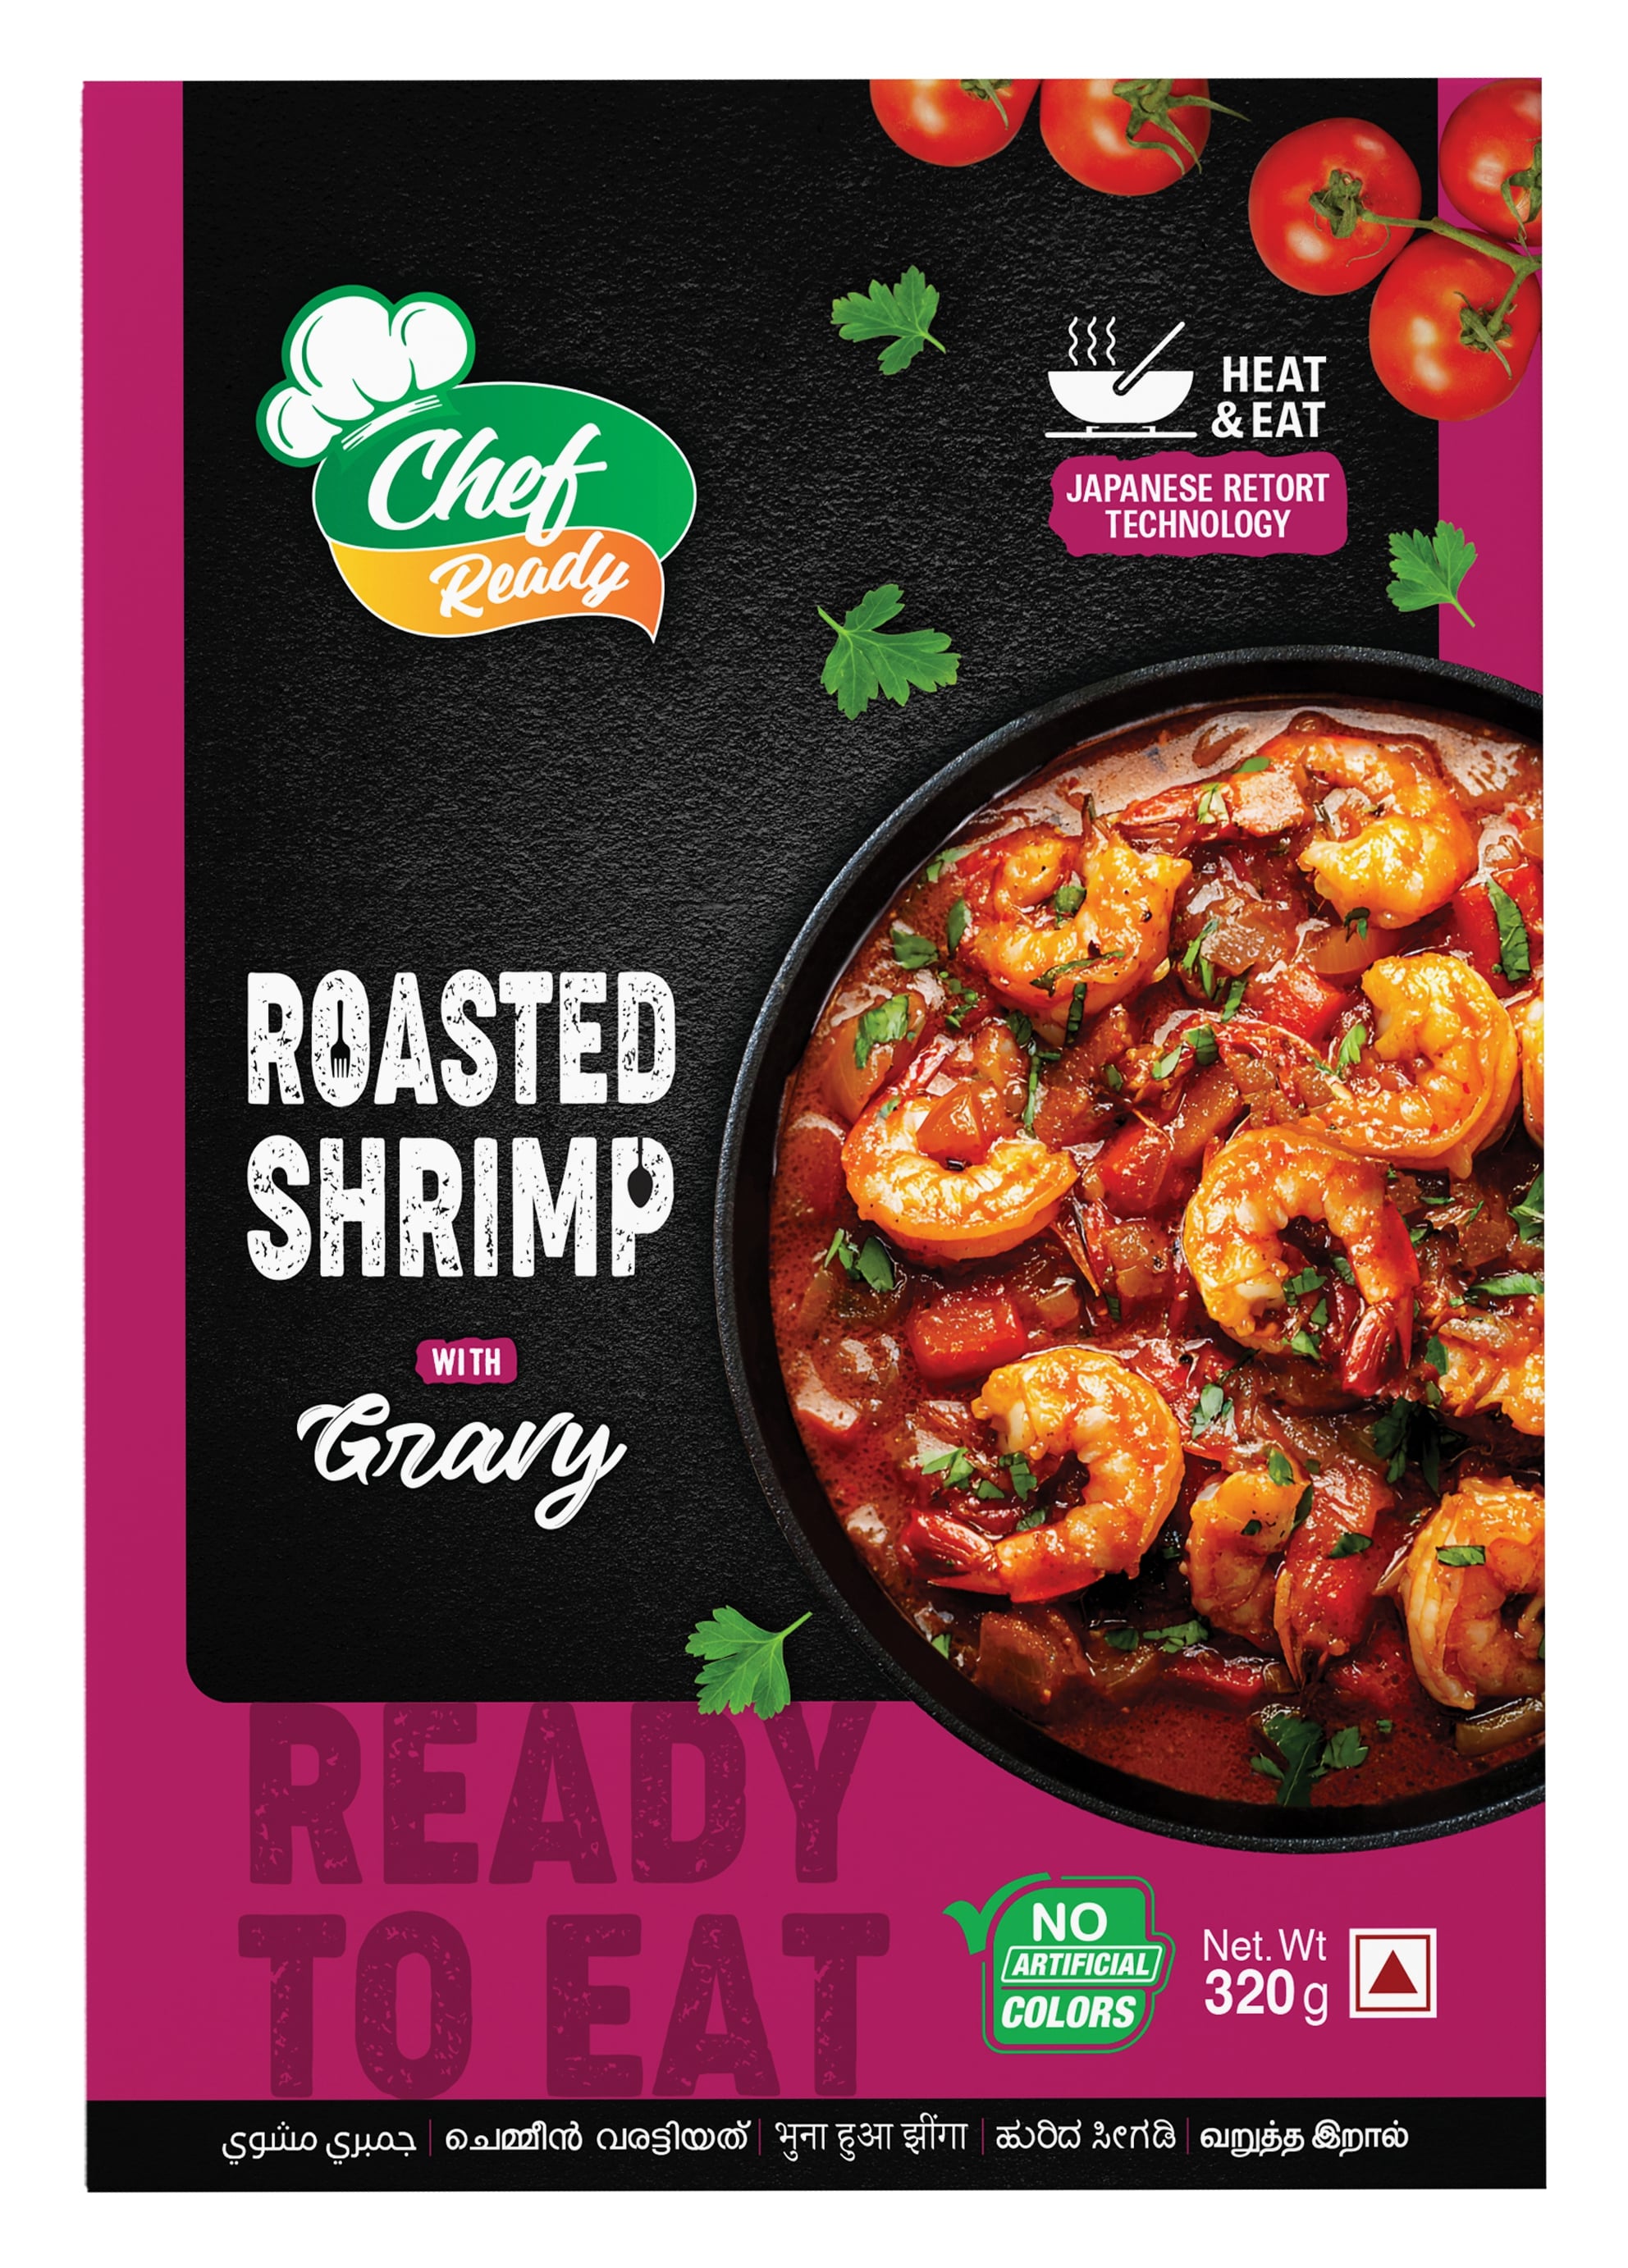 Chef
Ready
HEAT
& EAT
JAPANESE RETORT
TECHNOLOGY
ROASTED
SHRIMP
WITH
Gravy
READY
TO EAT
NO
ARTIFICIAL
COLORS
Net. Wt
320 g
جمبري مشوي | ചെമ്മീൻ വരട്ടിയത് | भुना हुआ झींगा | ಹುರಿದ ಸೀಗಡಿ | வறுத்த இறால்